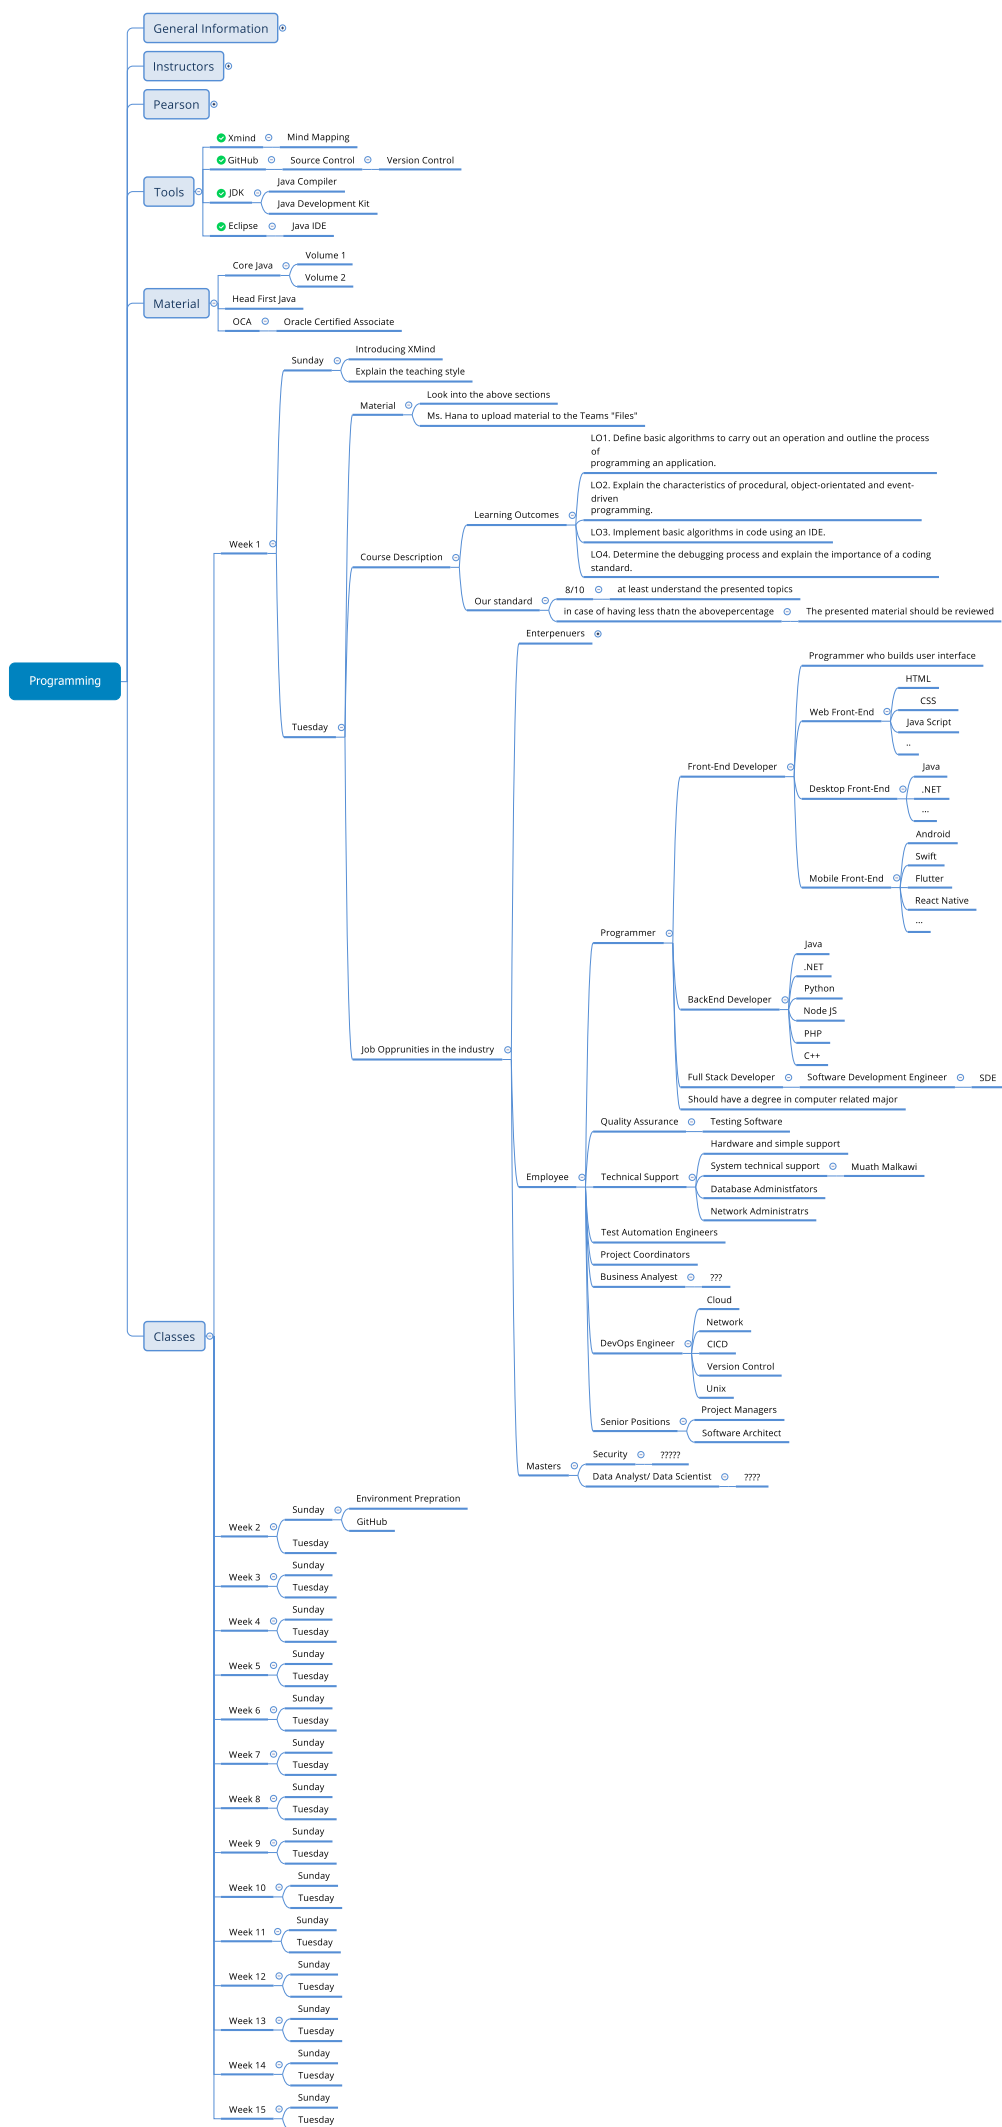 General Information
Instructors
Pearson
Tools
Xmind
Mind Mapping
GitHub
Source Control
Version Control
JDK
Java Compiler
Java Development Kit
Eclipse
Java IDE
Material
Core Java
Volume 1
Volume 2
Head First Java
OCA
Oracle Certified Associate
Programming
Classes
Week 1
Sunday
Introducing XMind
Explain the teaching style
Tuesday
Material
Look into the above sections
Ms. Hana to upload material to the Teams "Files"
Course Description
Learning Outcomes
LO1. Define basic algorithms to carry out an operation and outline the process
of
programming an application.
LO2. Explain the characteristics of procedural, object-orientated and event-
driven
programming.
LO3. Implement basic algorithms in code using an IDE.
LO4. Determine the debugging process and explain the importance of a coding
standard.
Our standard
8/10
at least understand the presented topics
in case of having less thatn the abovepercentage
The presented material should be reviewed
Job Opprunities in the industry
Enterpenuers
Employee
Programmer
Front-End Developer
Programmer who builds user interface
Web Front-End
HTML
CSS
Java Script
..
Desktop Front-End
Java
.NET
...
Mobile Front-End
Android
Swift
Flutter
React Native
...
BackEnd Developer
Java
.NET
Python
Node JS
PHP
C++
Full Stack Developer
Software Development Engineer
SDE
Should have a degree in computer related major
Quality Assurance
Testing Software
Technical Support
Hardware and simple support
System technical support
Muath Malkawi
Database Administfators
Network Administratrs
Test Automation Engineers
Project Coordinators
Business Analyest
???
DevOps Engineer
Cloud
Network
CICD
Version Control
Unix
Senior Positions
Project Managers
Software Architect
Masters
Security
?????
Data Analyst/ Data Scientist
????
Week 2
Sunday
Environment Prepration
GitHub
Tuesday
Week 3
Sunday
Tuesday
Week 4
Sunday
Tuesday
Week 5
Sunday
Tuesday
Week 6
Sunday
Tuesday
Week 7
Sunday
Tuesday
Week 8
Sunday
Tuesday
Week 9
Sunday
Tuesday
Week 10
Sunday
Tuesday
Week 11
Sunday
Tuesday
Week 12
Sunday
Tuesday
Week 13
Sunday
Tuesday
Week 14
Sunday
Tuesday
Week 15
Sunday
Tuesday